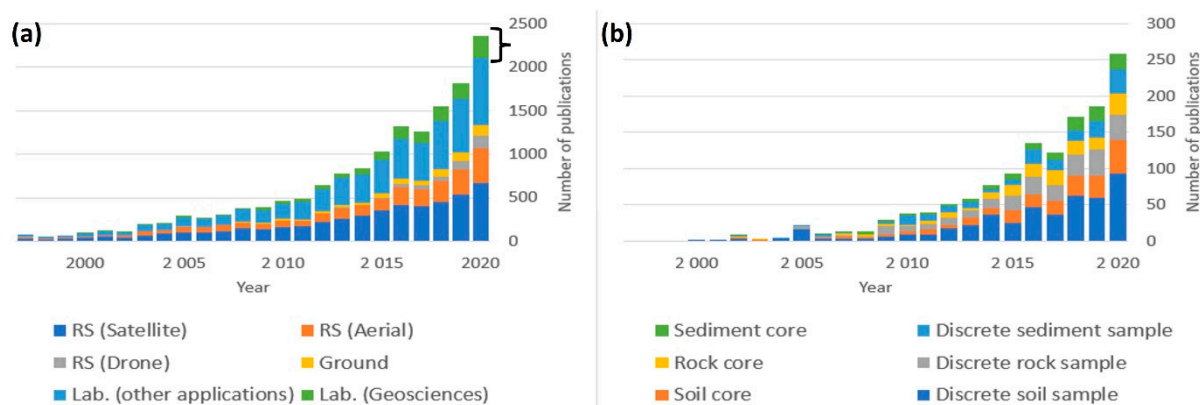 (a)
2500
2000
1500
1000
500
0
Number of publications
2000
2 005
2 010
2 015
2020
Year
RS (Satellite)
RS (Aerial)
RS (Drone)
Ground
Lab. (other applications)
Lab. (Geosciences)
(b)
300
250
200
150
100
50
0
Number of publications
2 000
2 005
2 010
2 015
2 020
Year
Sediment core
Discrete sediment sample
Rock core
Discrete rock sample
Soil core
Discrete soil sample